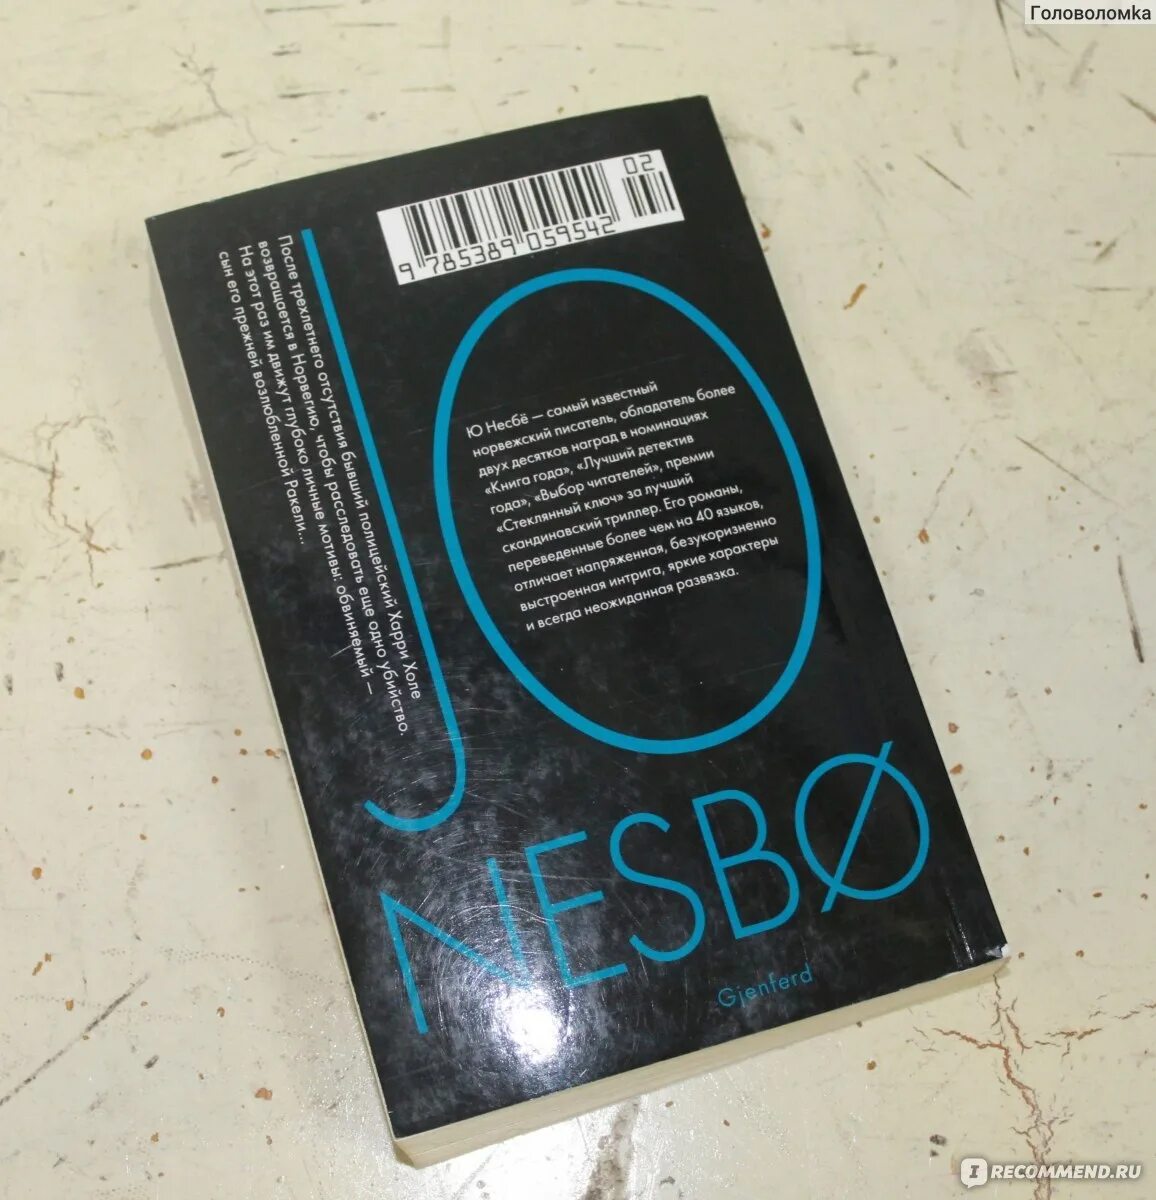 Головоломка
02
9 785389 059542
После трехлетнего отсутствия бывший полицейский Харри Холе
возвращается в Норвегию, чтобы расследовать еще одно убийство.
На этот раз им движут глубоко личные мотивы: обвиняемый —
сын его прежней возлюбленной Ракели...
JO
Ю Несбё — самый известный
норвежский писатель, обладатель более
двух десятков наград в номинациях
«Книга года», «Лучший детектив
года», «Выбор читателей», премии
«Стеклянный ключ» за лучший
скандинавский триллер. Его романы,
переведенные более чем на 40 языков,
отличает напряженная, безукоризненно
выстроенная интрига, яркие характеры
и всегда неожиданная развязка.
NESBØ
Gjenferd
IRECOMMEND.RU